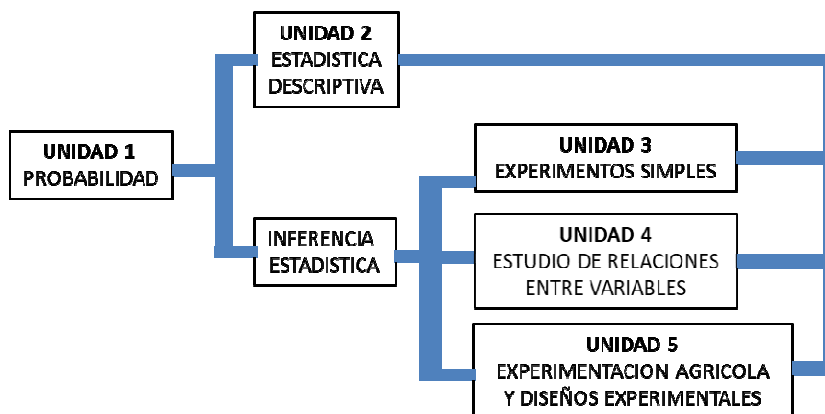 UNIDAD 1
PROBABILIDAD
UNIDAD 2
ESTADISTICA
DESCRIPTIVA
INFERENCIA
ESTADISTICA
UNIDAD 3
EXPERIMENTOS SIMPLES
UNIDAD 4
ESTUDIO DE RELACIONES
ENTRE VARIABLES
UNIDAD 5
EXPERIMENTACION AGRICOLA
Y DISEÑOS EXPERIMENTALES